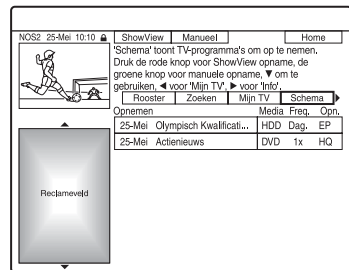 NOS2 25-Mei 10:10
ShowView Manueel Home
'Schema' toont TV-programma's om op te nemen.
Druk de rode knop voor ShowView opname, de
groene knop voor manuele opname, ▼ om te
gebruiken, ◄ voor 'Mijn TV', ► voor 'Info'.
Rooster Zoeken Mijn TV Schema
Opnemen Media Freq. Opn.
25-Mei Olympisch Kwalificati... HDD Dag. EP
25-Mei Actienieuws DVD 1x HQ
Reclameveld